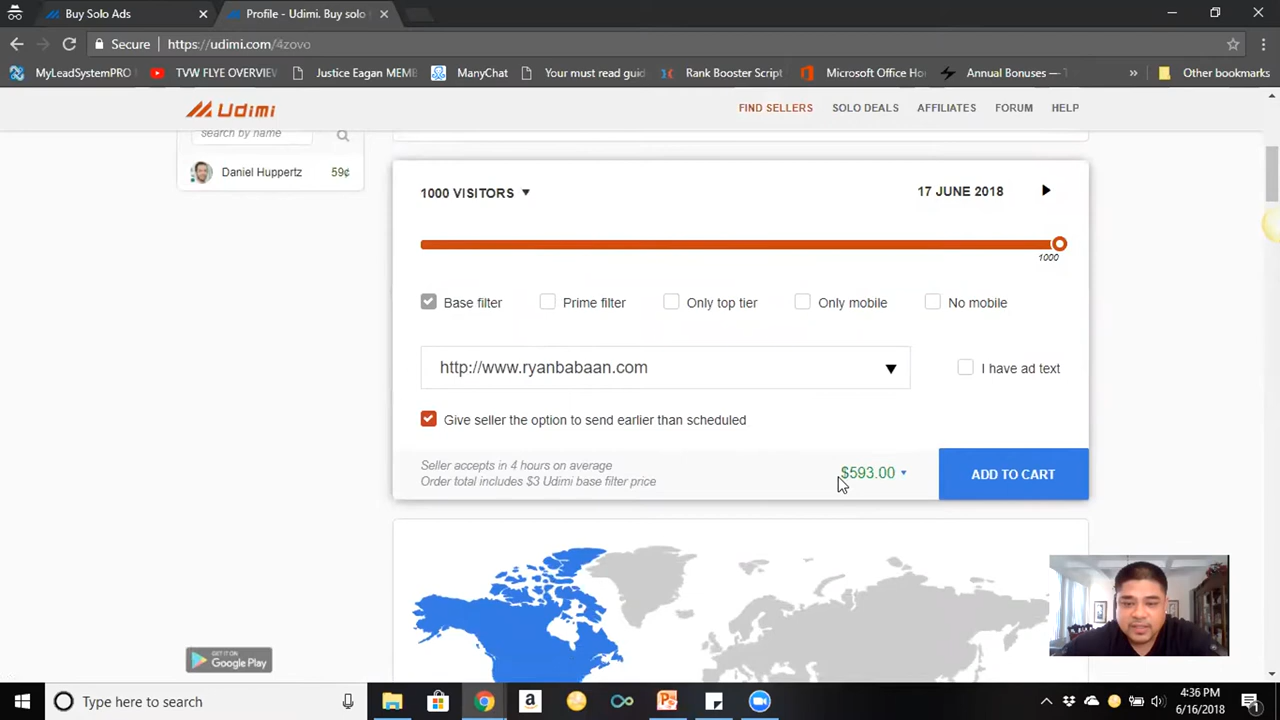 Buy Solo Ads
Profile - Udimi. Buy solo
Secure
https://udimi.com/4zovo
MyLeadSystemPRO
TVW FLYE OVERVIEW
Justice Eagan MEMB
ManyChat
Your must read guid
Rank Booster Script
Microsoft Office Ho
Annual Bonuses — T
»
Other bookmarks
Udimi
FIND SELLERS
SOLO DEALS
AFFILIATES
FORUM
HELP
search by name
Daniel Huppertz 59¢
1000 VISITORS
17 JUNE 2018
1000
Base filter
Prime filter
Only top tier
Only mobile
No mobile
http://www.ryanbabaan.com
I have ad text
Give seller the option to send earlier than scheduled
Seller accepts in 4 hours on average
Order total includes $3 Udimi base filter price
$593.00
ADD TO CART
GET IT ON
Google Play
Type here to search
4:36 PM
6/16/2018